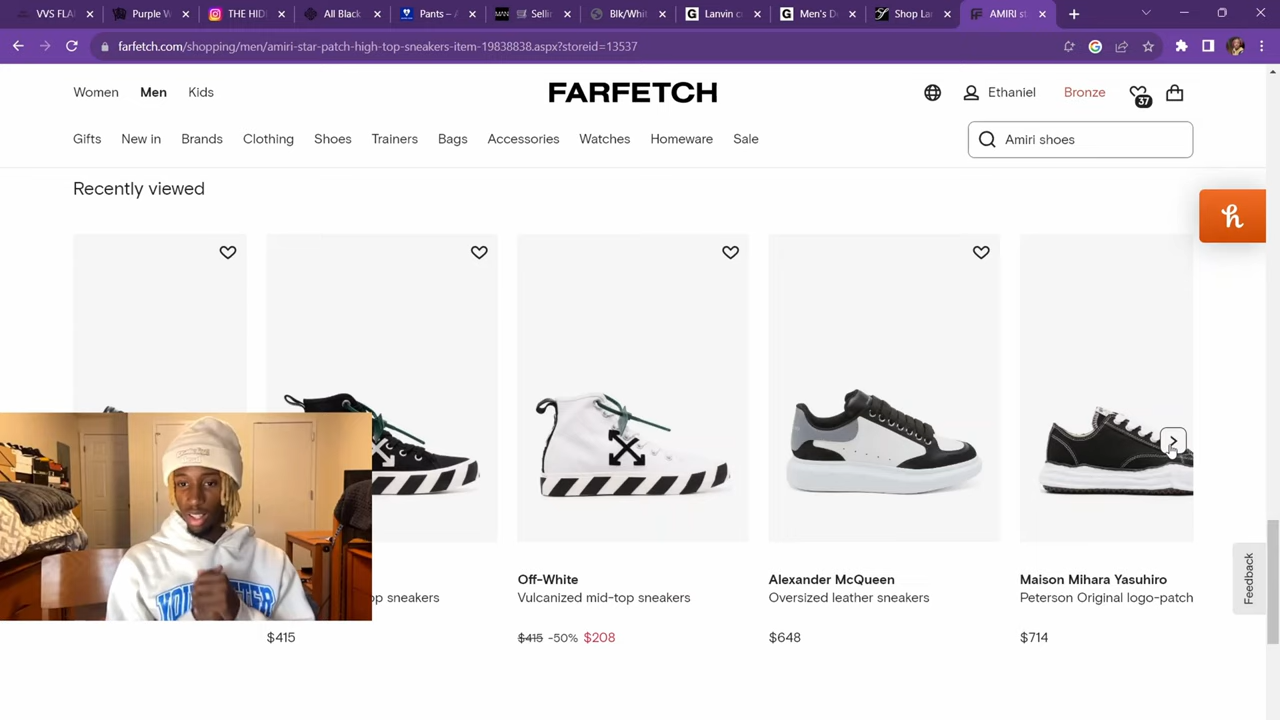 VVS FLA
Purple W
THE HID
All Black
Pants – A
Sellin
Blk/Whit
Lanvin c
Men's D
Shop La
AMIRI st
farfetch.com/shopping/men/amiri-star-patch-high-top-sneakers-item-19838838.aspx?storeid=13537
Women Men Kids
FARFETCH
Ethaniel Bronze 37
Gifts New in Brands Clothing Shoes Trainers Bags Accessories Watches Homeware Sale
Amiri shoes
Recently viewed
Off-White
Alexander McQueen
Maison Mihara Yasuhiro
op sneakers
Vulcanized mid-top sneakers
Oversized leather sneakers
Peterson Original logo-patch
$415
$415 -50% $208
$648
$714
Feedback